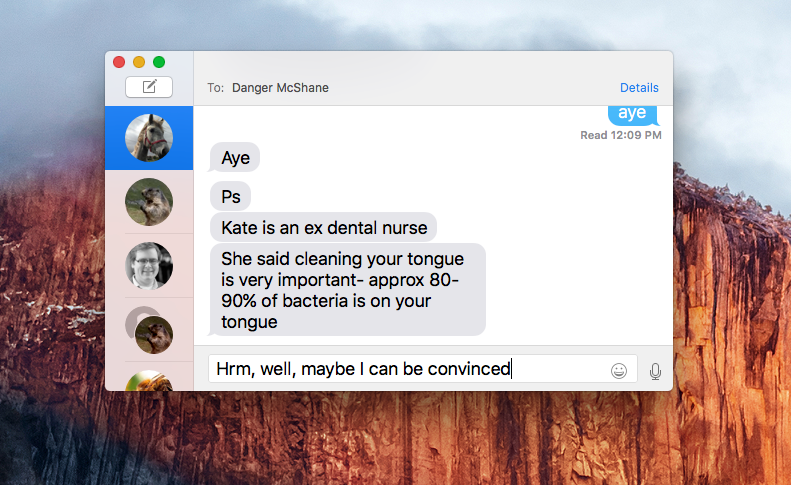 To: Danger McShane
Details
aye
Read 12:09 PM
Aye
Ps
Kate is an ex dental nurse
She said cleaning your tongue
is very important- approx 80-
90% of bacteria is on your
tongue
Hrm, well, maybe I can be convinced